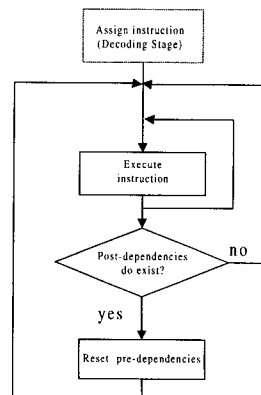 Assign instruction
(Decoding Stage)
Execute
instruction
Post-dependencies
do exist?
no
yes
Reset pre-dependencies